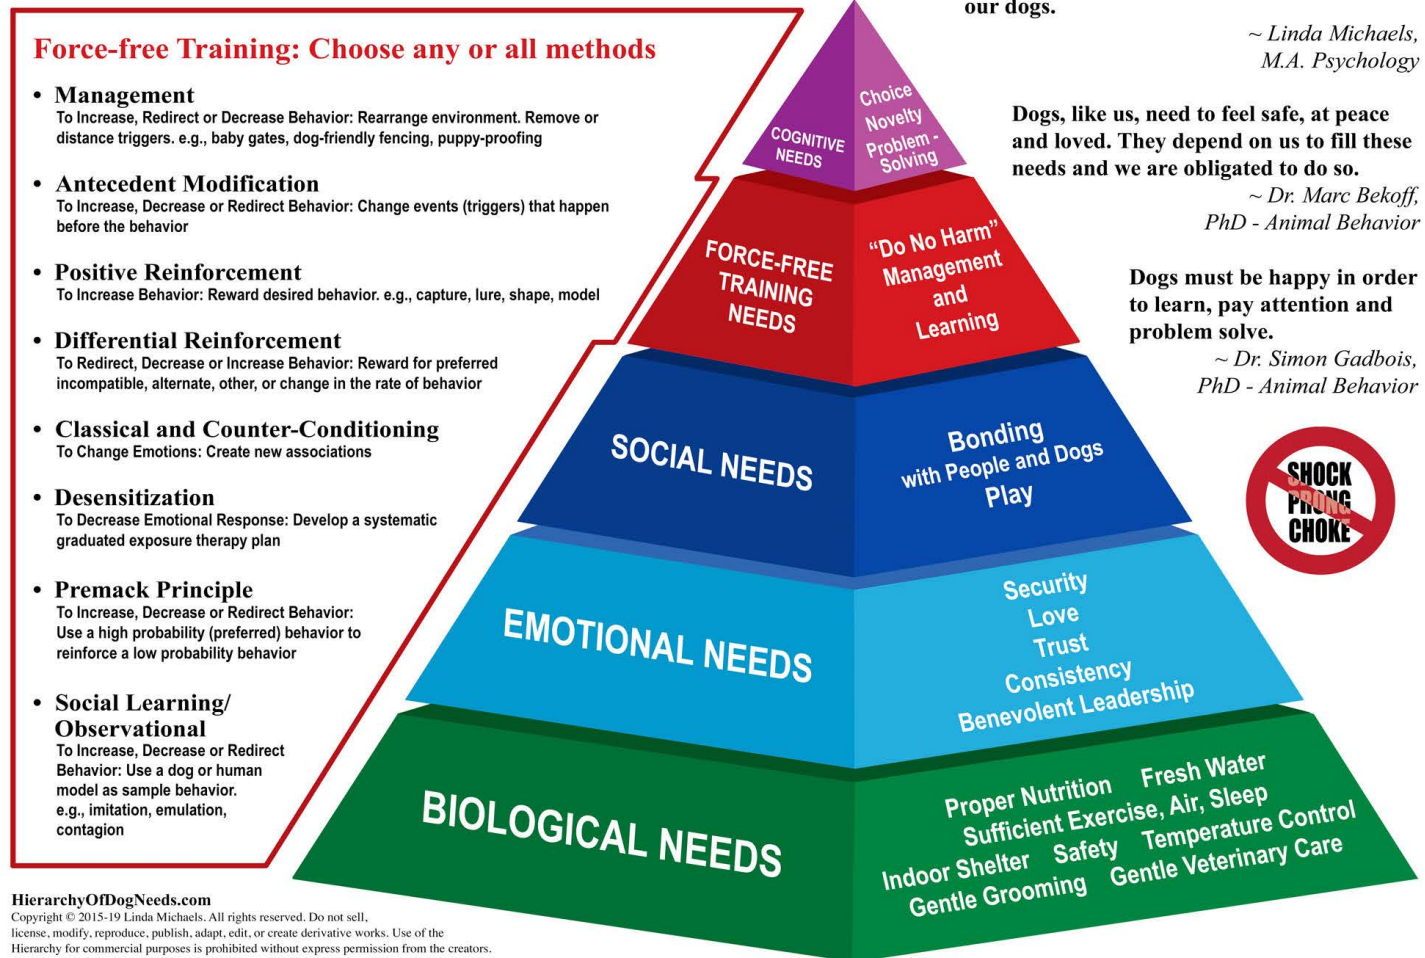 Force-free Training: Choose any or all methods
• Management
To Increase, Redirect or Decrease Behavior: Rearrange environment. Remove or
distance triggers. e.g., baby gates, dog-friendly fencing, puppy-proofing
• Antecedent Modification
To Increase, Decrease or Redirect Behavior: Change events (triggers) that happen
before the behavior
• Positive Reinforcement
To Increase Behavior: Reward desired behavior. e.g., capture, lure, shape, model
• Differential Reinforcement
To Redirect, Decrease or Increase Behavior: Reward for preferred
incompatible, alternate, other, or change in the rate of behavior
• Classical and Counter-Conditioning
To Change Emotions: Create new associations
• Desensitization
To Decrease Emotional Response: Develop a systematic
graduated exposure therapy plan
• Premack Principle
To Increase, Decrease or Redirect Behavior:
Use a high probability (preferred) behavior to
reinforce a low probability behavior
• Social Learning/
Observational
To Increase, Decrease or Redirect
Behavior: Use a dog or human
model as sample behavior.
e.g., imitation, emulation,
contagion
COGNITIVE
NEEDS
Choice
Novelty
Problem -
Solving
FORCE-FREE
TRAINING
NEEDS
“Do No Harm”
Management
and
Learning
SOCIAL NEEDS
Bonding
with People and Dogs
Play
EMOTIONAL NEEDS
Security
Love
Trust
Consistency
Benevolent Leadership
BIOLOGICAL NEEDS
Proper Nutrition Fresh Water
Sufficient Exercise, Air, Sleep
Indoor Shelter Safety Temperature Control
Gentle Grooming Gentle Veterinary Care
our dogs.
~ Linda Michaels,
M.A. Psychology
Dogs, like us, need to feel safe, at peace
and loved. They depend on us to fill these
needs and we are obligated to do so.
~ Dr. Marc Bekoff,
PhD - Animal Behavior
Dogs must be happy in order
to learn, pay attention and
problem solve.
~ Dr. Simon Gadbois,
PhD - Animal Behavior
SHOCK
PRONG
CHOKE
HierarchyOfDogNeeds.com
Copyright © 2015-19 Linda Michaels. All rights reserved. Do not sell,
license, modify, reproduce, publish, adapt, edit, or create derivative works. Use of the
Hierarchy for commercial purposes is prohibited without express permission from the creators.